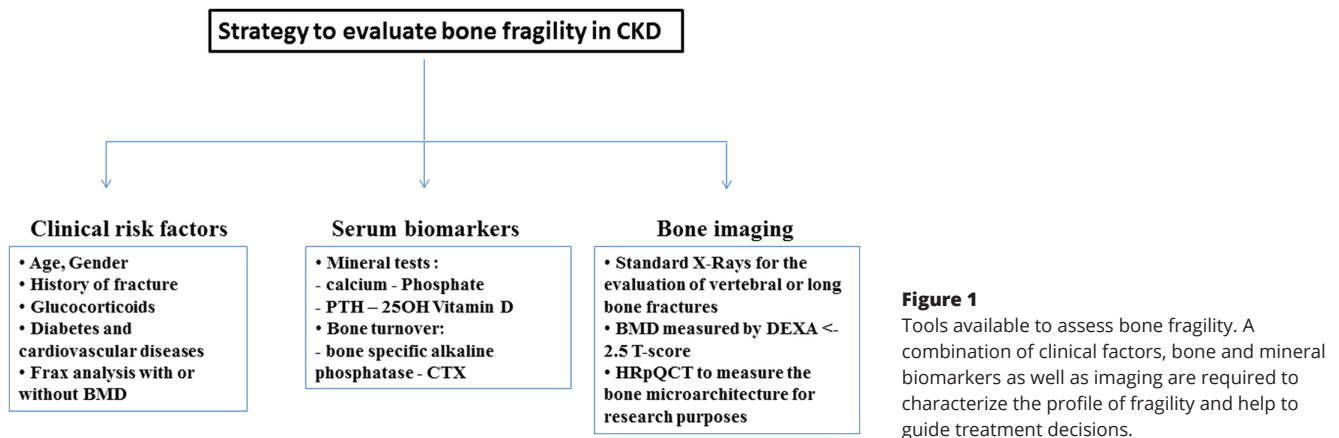 Strategy to evaluate bone fragility in CKD
Clinical risk factors
• Age, Gender
• History of fracture
• Glucocorticoids
• Diabetes and
cardiovascular diseases
• Frax analysis with or
without BMD
Serum biomarkers
• Mineral tests :
- calcium - Phosphate
- PTH – 25OH Vitamin D
• Bone turnover:
- bone specific alkaline
phosphatase - CTX
Bone imaging
• Standard X-Rays for the
evaluation of vertebral or long
bone fractures
• BMD measured by DEXA <-
2.5 T-score
• HRpQCT to measure the
bone microarchitecture for
research purposes
Figure 1
Tools available to assess bone fragility. A
combination of clinical factors, bone and mineral
biomarkers as well as imaging are required to
characterize the profile of fragility and help to
guide treatment decisions.